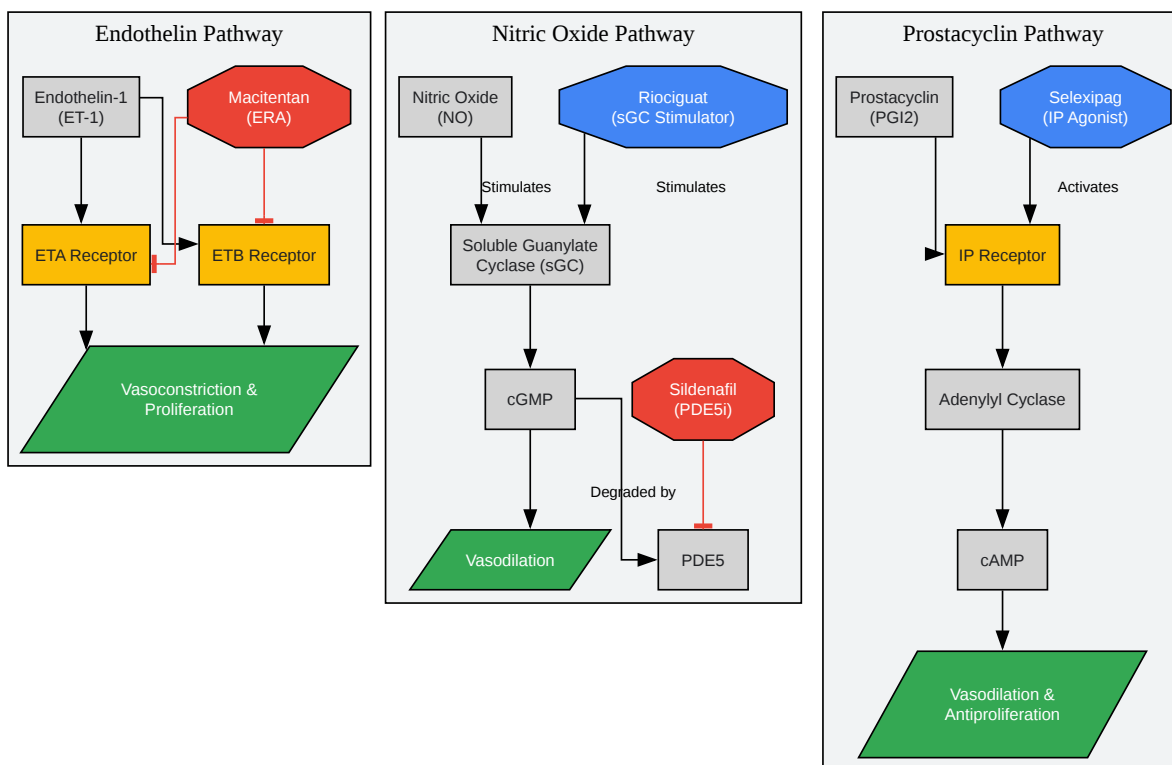 Endothelin Pathway
Endothelin-1
(ET-1)
Macitentan
(ERA)
ETA Receptor
ETB Receptor
Vasoconstriction &
Proliferation
Nitric Oxide Pathway
Nitric Oxide
(NO)
Riociguat
(sGC Stimulator)
Stimulates
Stimulates
Soluble Guanylate
Cyclase (sGC)
cGMP
Sildenafil
(PDE5i)
Degraded by
Vasodilation
PDE5
Prostacyclin Pathway
Prostacyclin
(PGI2)
Selexipag
(IP Agonist)
Activates
IP Receptor
Adenylyl Cyclase
cAMP
Vasodilation &
Antiproliferation